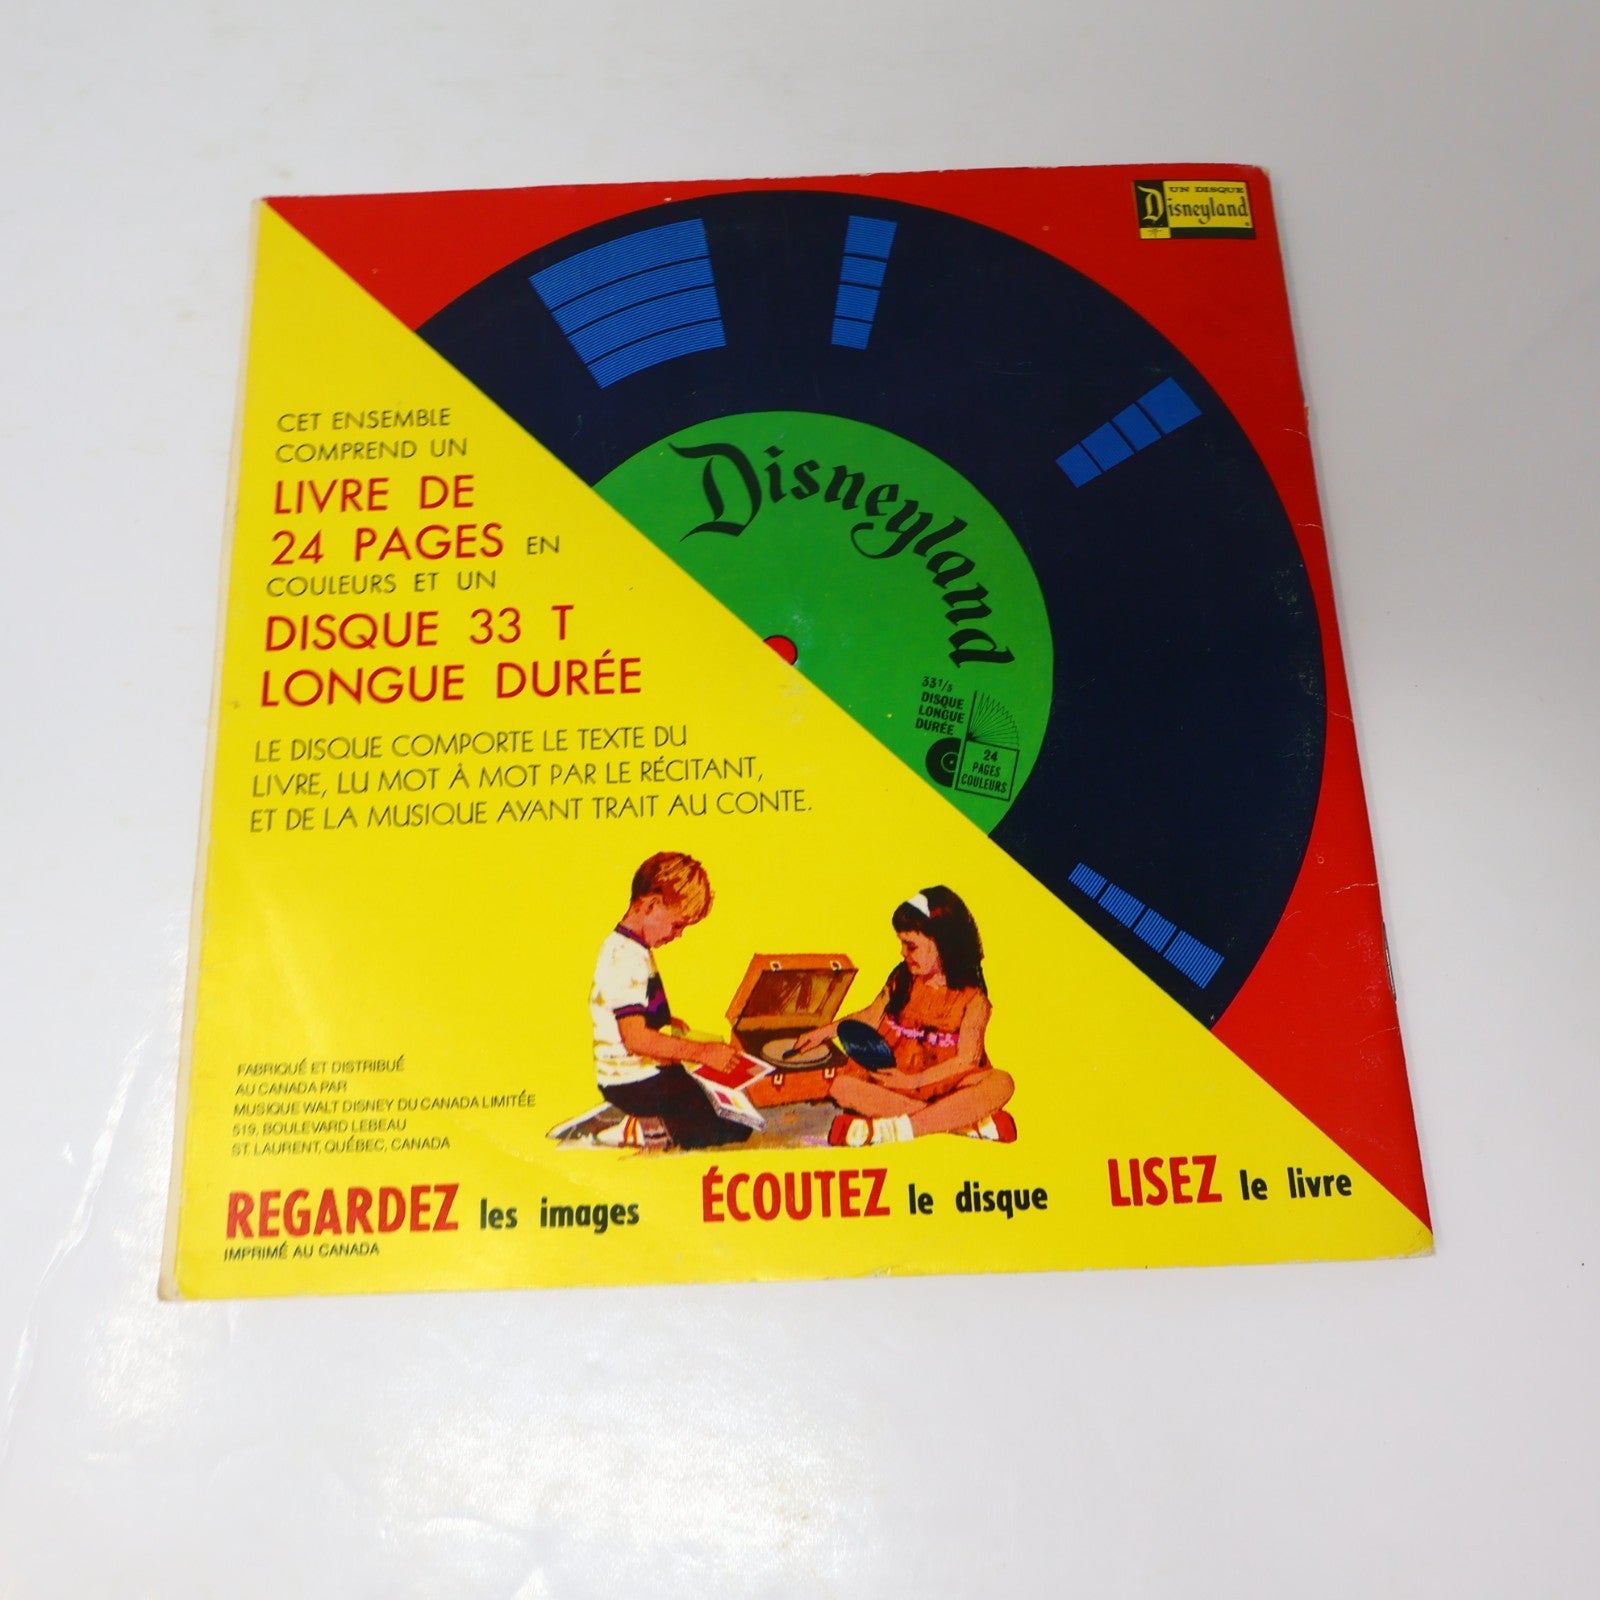 UN DISQUE
Disneyland
CET ENSEMBLE
COMPREND UN
LIVRE DE
24 PAGES EN
COULEURS ET UN
DISQUE 33 T
LONGUE DURÉE
LE DISQUE COMPORTE LE TEXTE DU
LIVRE, LU MOT À MOT PAR LE RÉCITANT,
ET DE LA MUSIQUE AYANT TRAIT AU CONTE.
Disneyland
33 1/3
DISQUE
LONGUE
DURÉE
24
PAGES
COULEURS
FABRIQUÉ ET DISTRIBUÉ
AU CANADA PAR
MUSIQUE WALT DISNEY DU CANADA LIMITÉE
519, BOULEVARD LEBEAU
ST. LAURENT, QUÉBEC, CANADA
REGARDEZ les images ÉCOUTEZ le disque LISEZ le livre
IMPRIMÉ AU CANADA